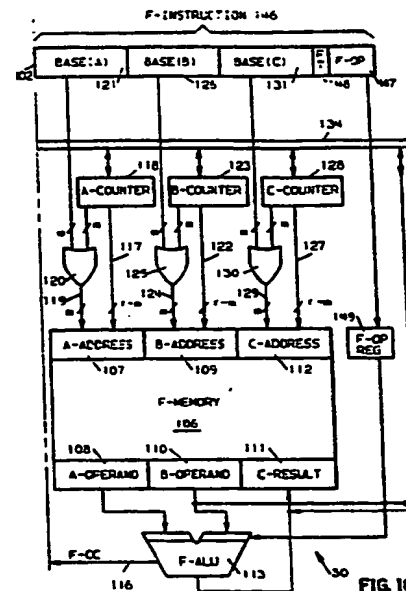 F-INSTRUCTION 146
102 BASE(A) BASE(B) BASE(C) F-OP
121 131 147
134
118 123 128
A-COUNTER B-COUNTER C-COUNTER
117 122 127
120 125 130
119 124 129
A-ADDRESS B-ADDRESS C-ADDRESS
149
107 109 112
F-OP
REG
F-MEMORY
106
108 110 111
A-OPERAND B-OPERAND C-RESULT
F-CC F-ALU
116 113 30
FIG. 18